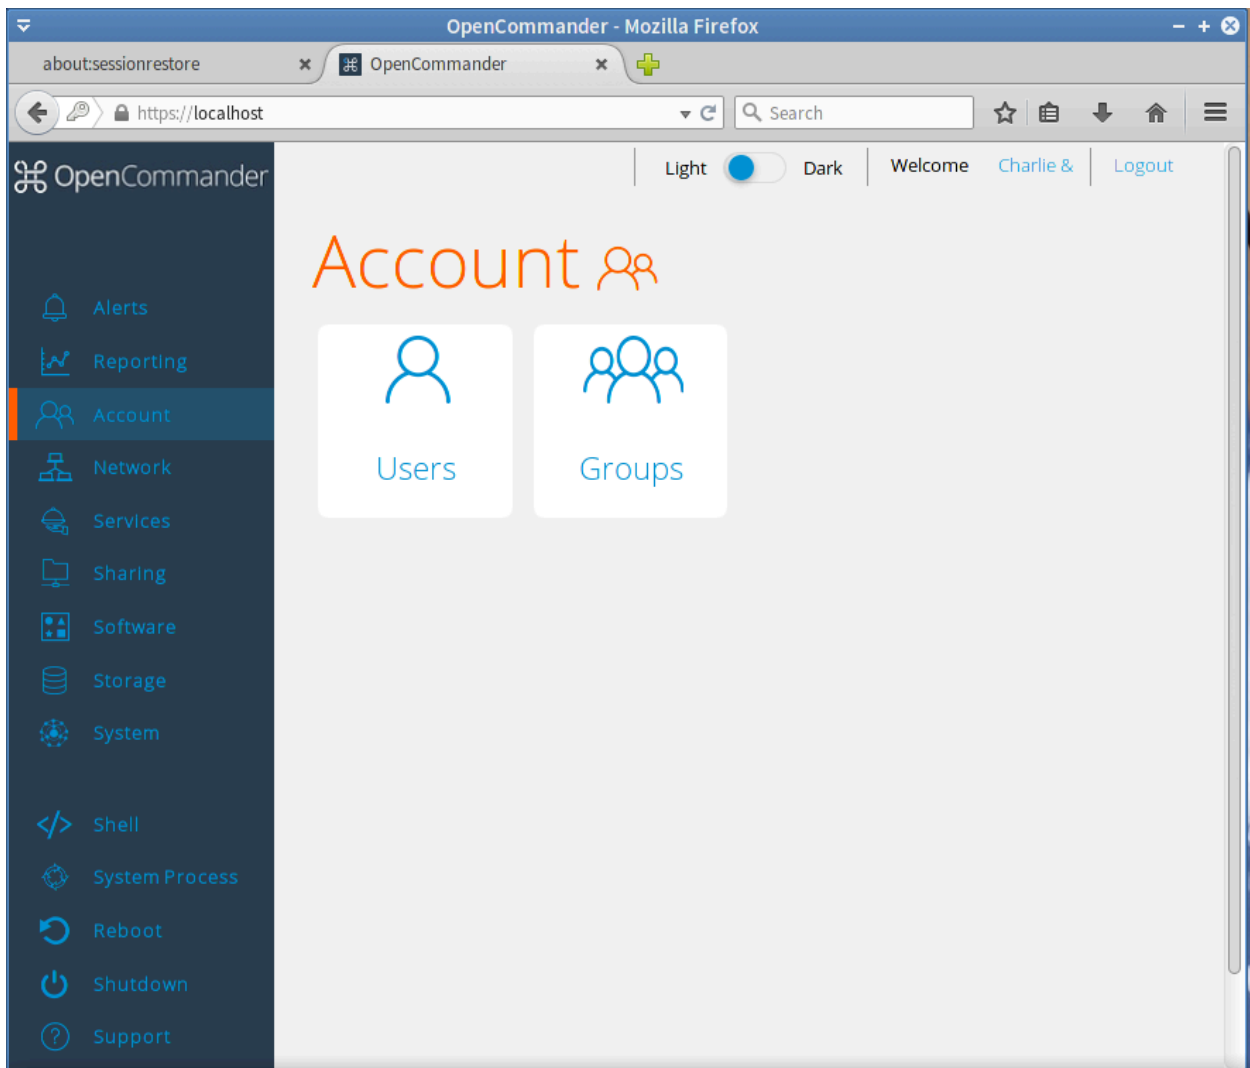 OpenCommander - Mozilla Firefox
about:sessionrestore
OpenCommander
https://localhost
Search
OpenCommander
Light
Dark
Welcome
Charlie &
Logout
Account
Users
Groups
Alerts
Reporting
Account
Network
Services
Sharing
Software
Storage
System
Shell
System Process
Reboot
Shutdown
Support